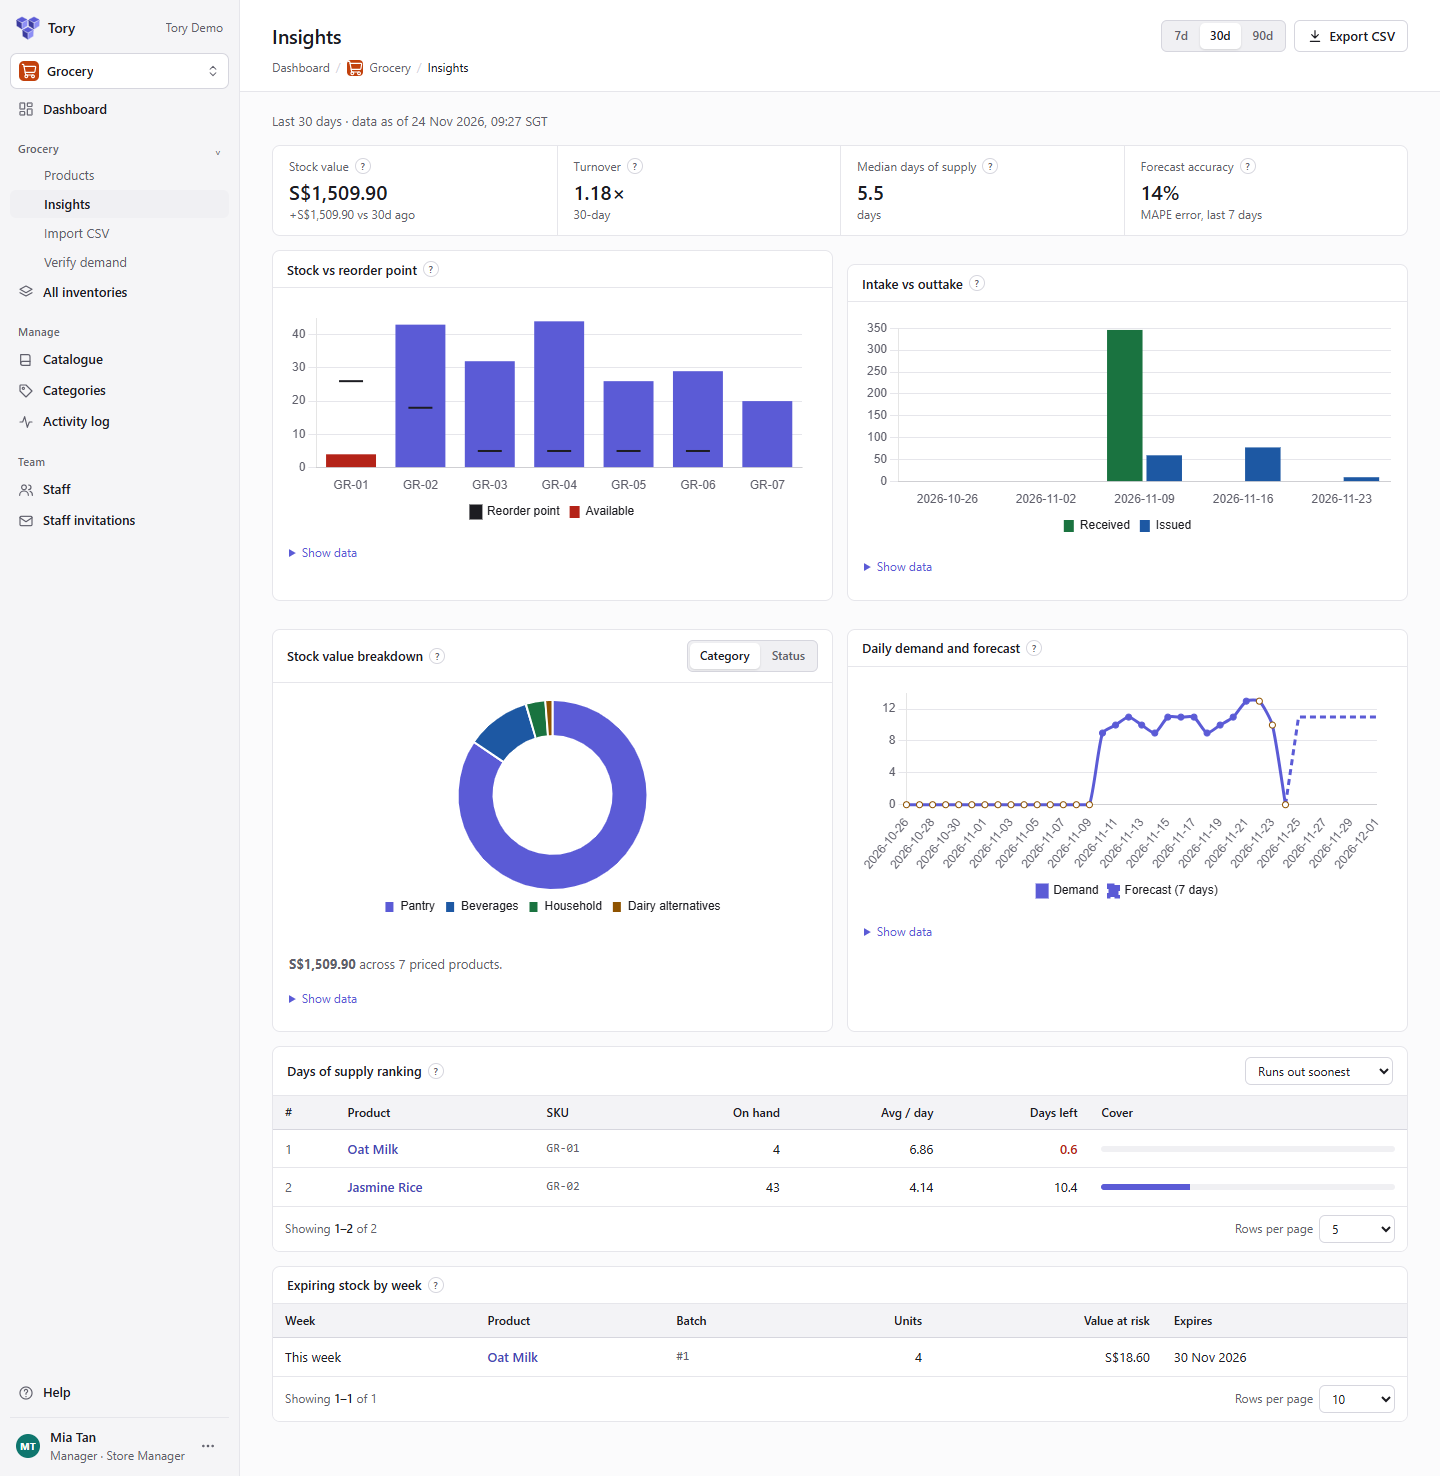 Tory
Tory Demo
Grocery
Dashboard
Grocery
Products
Insights
Import CSV
Verify demand
All inventories
Manage
Catalogue
Categories
Activity log
Team
Staff
Staff invitations
Help
MT
Mia Tan
Manager · Store Manager
Insights
Dashboard / Grocery / Insights
7d 30d 90d
Export CSV
Last 30 days · data as of 24 Nov 2026, 09:27 SGT
Stock value ?
S$1,509.90
+S$1,509.90 vs 30d ago
Turnover ?
1.18×
30-day
Median days of supply ?
5.5
days
Forecast accuracy ?
14%
MAPE error, last 7 days
Stock vs reorder point ?
40
30
20
10
0
GR-01 GR-02 GR-03 GR-04 GR-05 GR-06 GR-07
Reorder point Available
Show data
Intake vs outtake ?
350
300
250
200
150
100
50
0
2026-10-26 2026-11-02 2026-11-09 2026-11-16 2026-11-23
Received Issued
Show data
Stock value breakdown ?
Category Status
Pantry Beverages Household Dairy alternatives
S$1,509.90 across 7 priced products.
Show data
Daily demand and forecast ?
12
8
4
0
2026-10-26 2026-10-28 2026-10-30 2026-11-01 2026-11-03 2026-11-05 2026-11-07 2026-11-09 2026-11-11 2026-11-13 2026-11-15 2026-11-17 2026-11-19 2026-11-21 2026-11-23 2026-11-25 2026-11-27 2026-11-29 2026-12-01
Demand Forecast (7 days)
Show data
Days of supply ranking ?
Runs out soonest
# Product SKU On hand Avg / day Days left Cover
1 Oat Milk GR-01 4 6.86 0.6
2 Jasmine Rice GR-02 43 4.14 10.4
Showing 1–2 of 2
Rows per page 5
Expiring stock by week ?
Week Product Batch Units Value at risk Expires
This week Oat Milk #1 4 S$18.60 30 Nov 2026
Showing 1–1 of 1
Rows per page 10